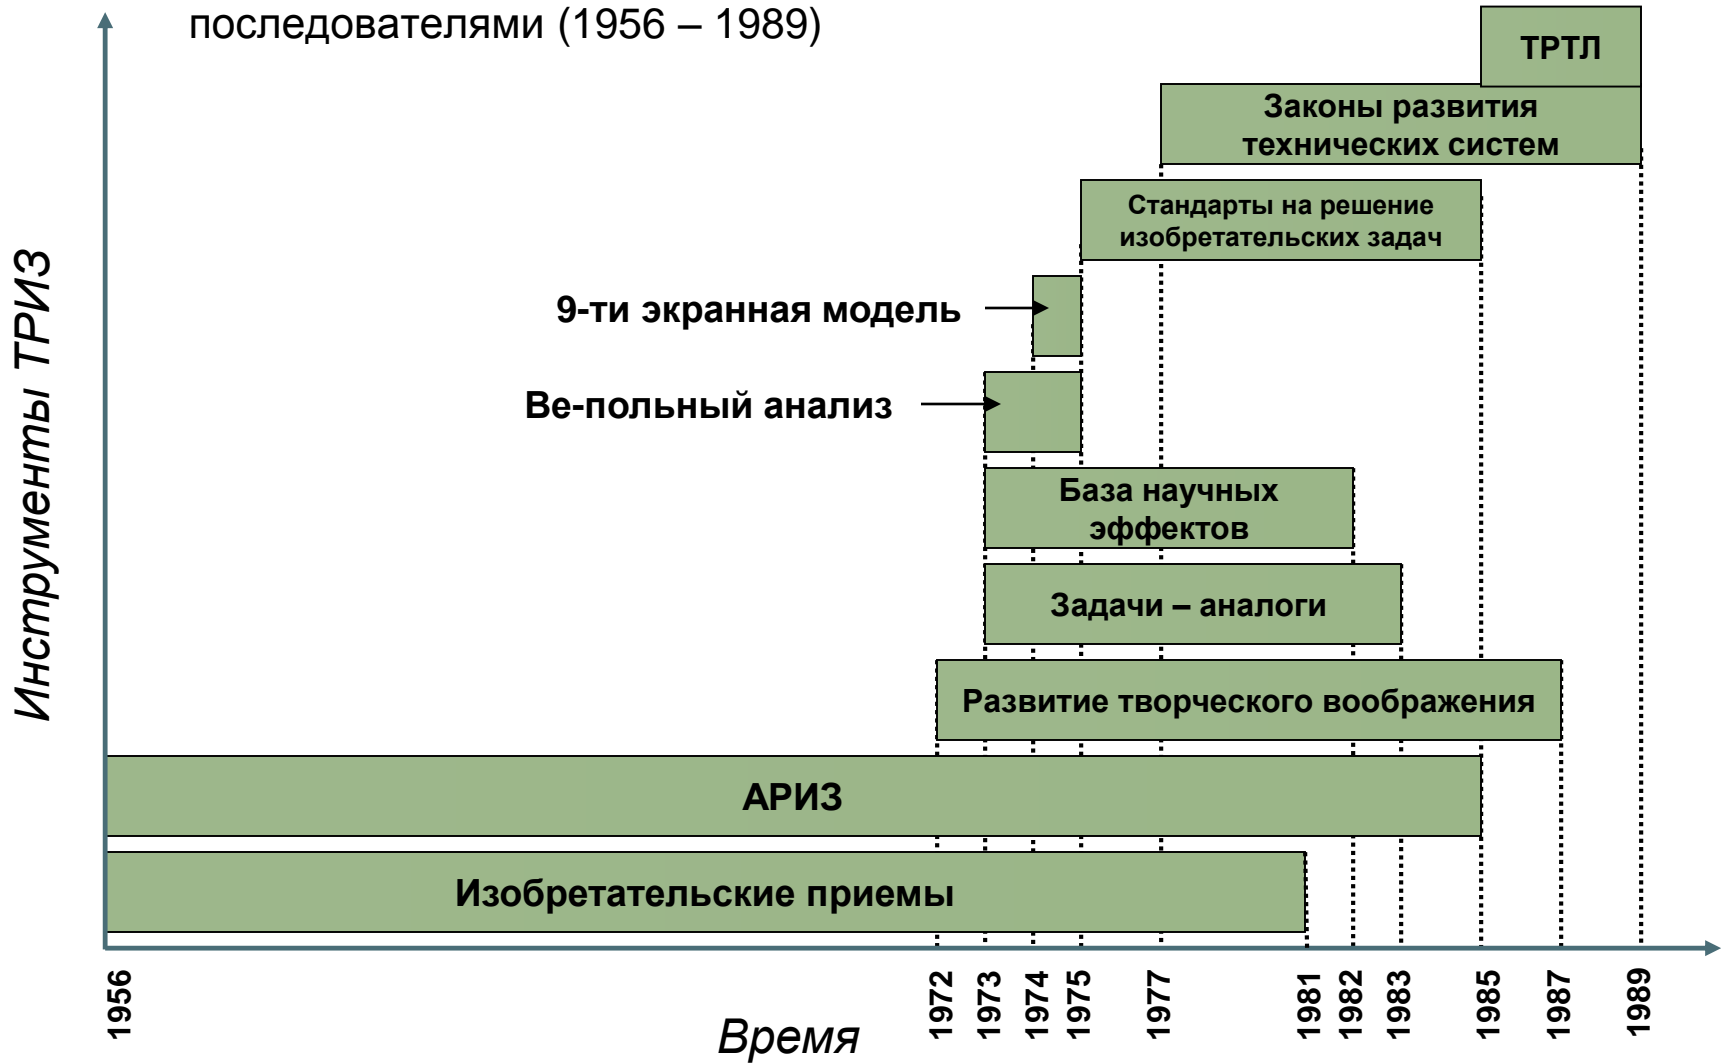 последователями (1956 – 1989)
ТРТЛ
Законы развития
технических систем
Стандарты на решение
изобретательских задач
9-ти экранная модель
Ве-польный анализ
База научных
эффектов
Задачи – аналоги
Развитие творческого воображения
АРИЗ
Изобретательские приемы
Инструменты ТРИЗ
1956
1972
1973
1974
1975
1977
1981
1982
1983
1985
1987
1989
Время